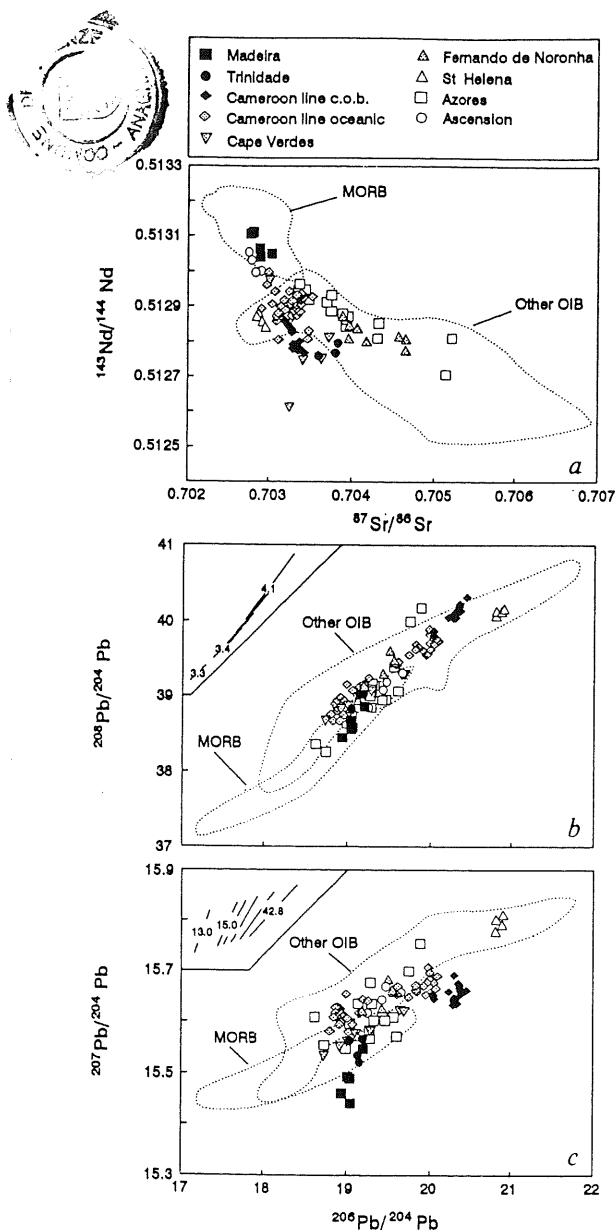 Madeira
Trinidade
Cameroon line c.o.b.
Cameroon line oceanic
Cape Verdes
Fernando de Noronha
St Helena
Azores
Ascension
0.5133
0.5131
0.5129
0.5127
0.5125
143Nd/144Nd
MORB
Other OIB
a
0.702 0.703 0.704 0.705 0.706 0.707
87Sr/86Sr
41
40
39
38
37
208Pb/204Pb
4.1
3.4
3.3
Other OIB
MORB
b
15.9
15.7
15.5
15.3
207Pb/204Pb
13.0 15.0 42.8
Other OIB
MORB
c
17 18 19 20 21 22
206Pb/204Pb